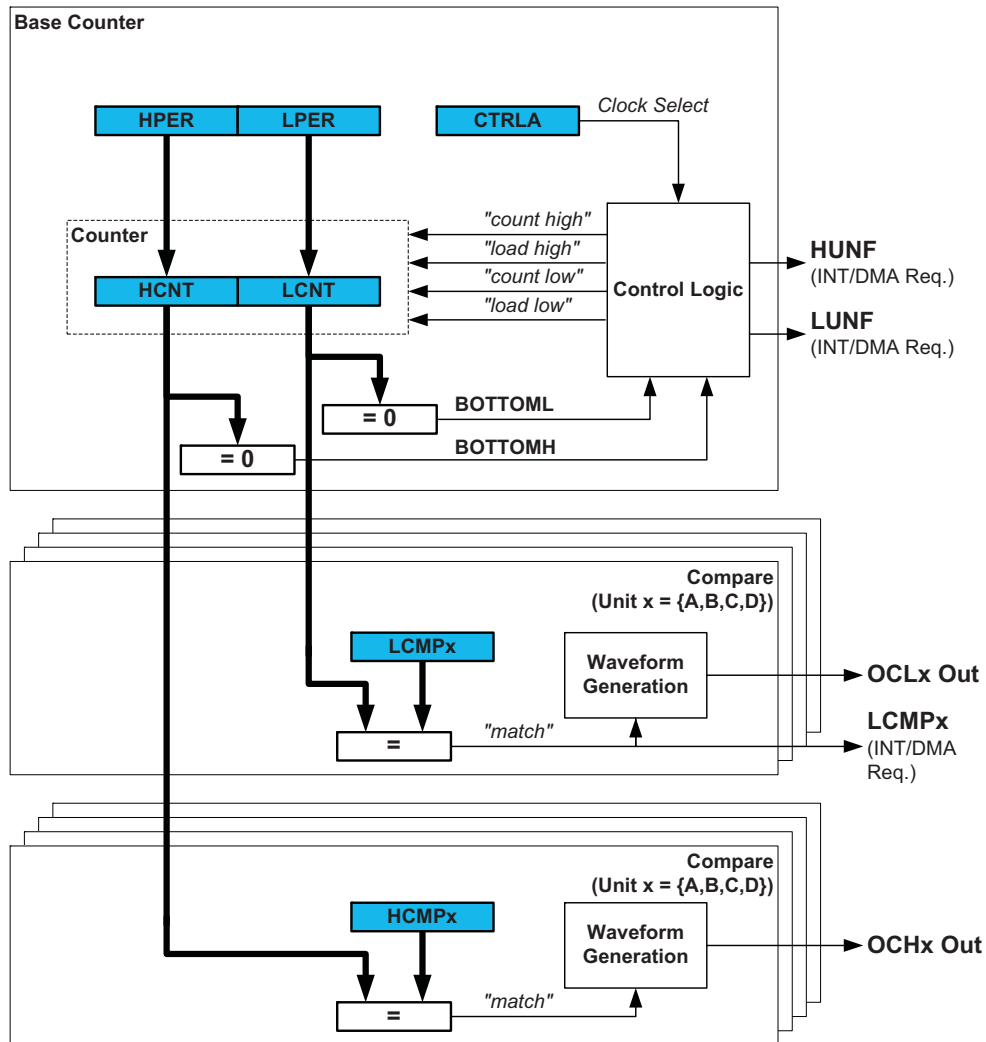 Base Counter
HPER LPER CTRLA
Clock Select
Counter
"count high"
"load high"
"count low"
"load low"
HCNT LCNT
Control Logic
HUNF
(INT/DMA Req.)
LUNF
(INT/DMA Req.)
= 0
BOTTOML
= 0
BOTTOMH
Compare
(Unit x = {A,B,C,D})
LCMPx
Waveform
Generation
OCLx Out
=
"match"
LCMPx
(INT/DMA
Req.)
Compare
(Unit x = {A,B,C,D})
HCMPx
Waveform
Generation
OCHx Out
=
"match"